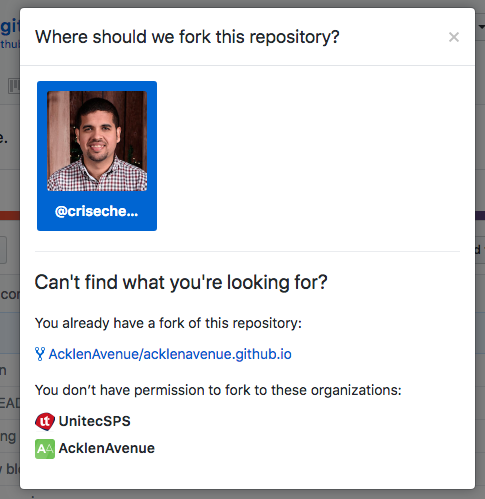 Where should we fork this repository?
×
@criseche...
Can't find what you're looking for?
You already have a fork of this repository:
AcklenAvenue/acklenavenue.github.io
You don’t have permission to fork to these organizations:
UnitecSPS
AcklenAvenue